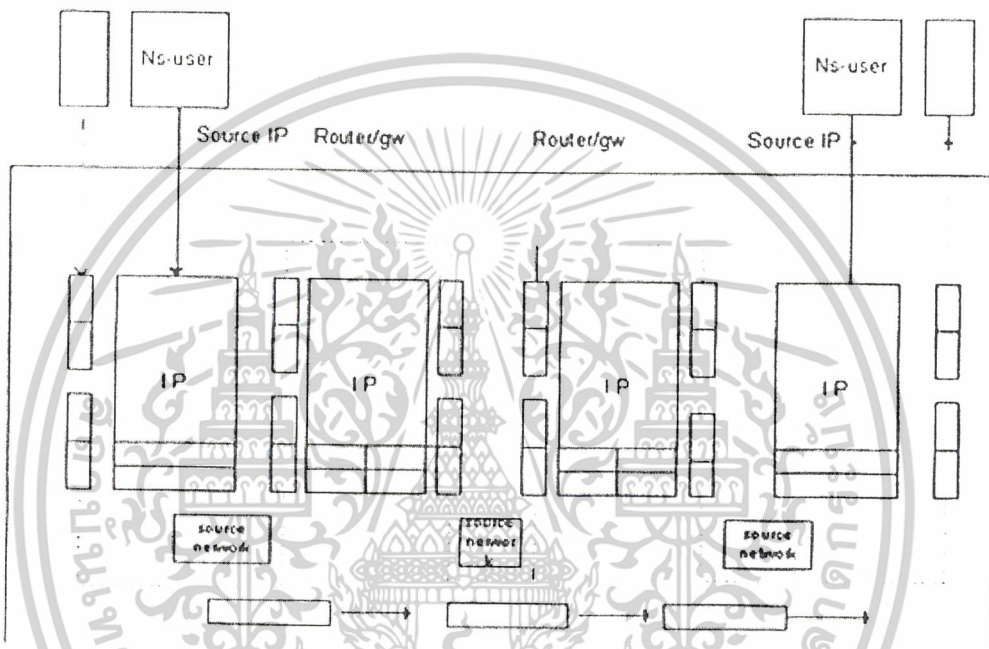 Ns-user
Ns-user
Source IP
Router/gw
Router/gw
Source IP
IP
IP
IP
IP
source
network
source
networ
k
source
network